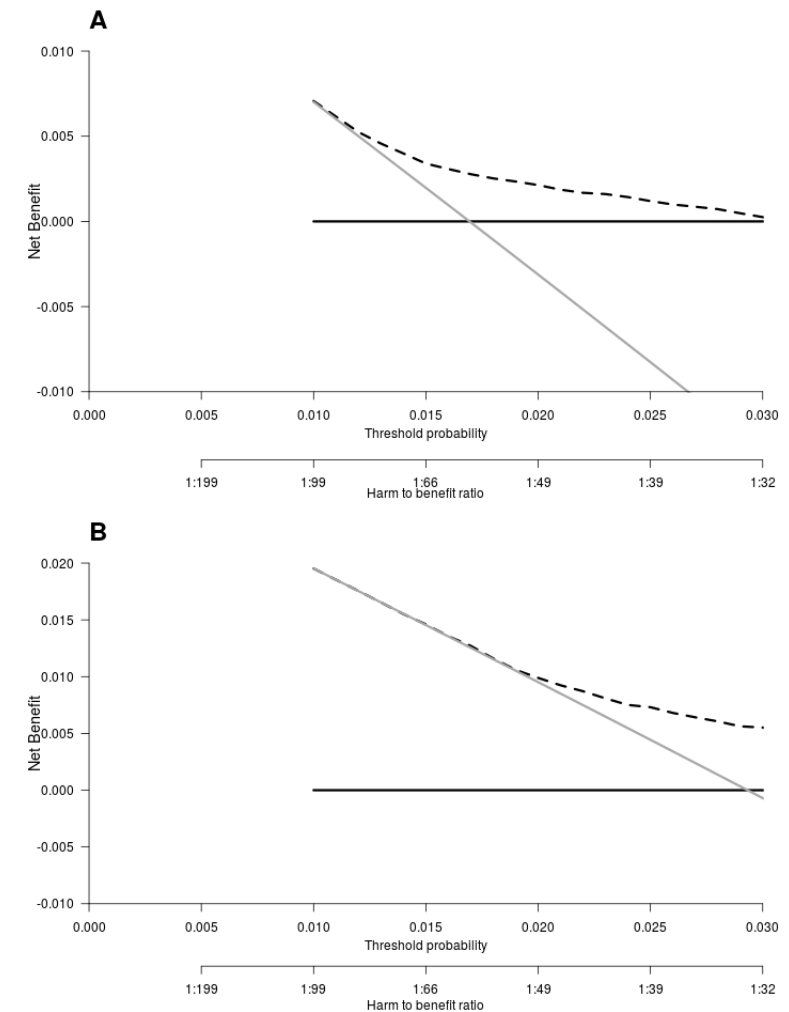 A
0.010
0.005
0.000
-0.005
-0.010
Net Benefit
0.000 0.005 0.010 0.015 0.020 0.025 0.030
Threshold probability
1:199 1:99 1:66 1:49 1:39 1:32
Harm to benefit ratio
B
0.020
0.015
0.010
0.005
0.000
-0.005
-0.010
Net Benefit
0.000 0.005 0.010 0.015 0.020 0.025 0.030
Threshold probability
1:199 1:99 1:66 1:49 1:39 1:32
Harm to benefit ratio